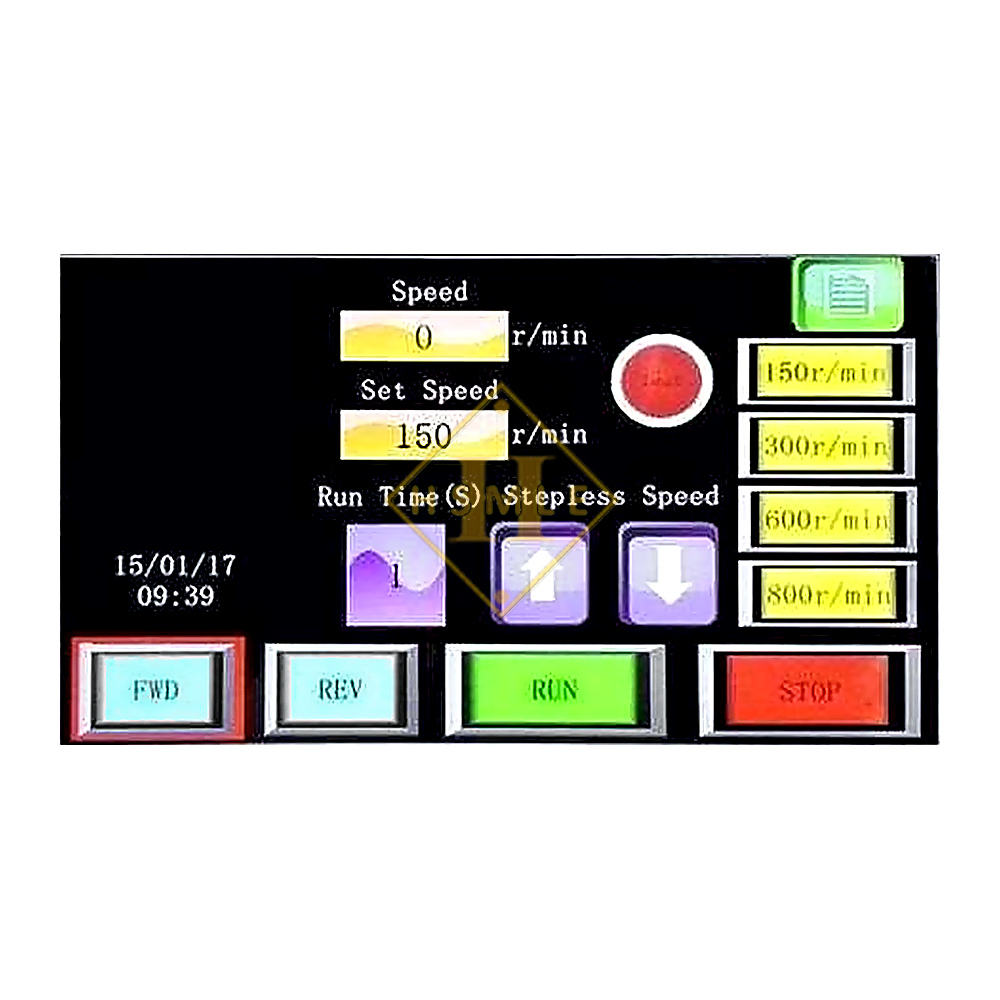 Speed
0 r/min
150r/min
Set Speed
150 r/min
300r/min
HSMLE
Run Time(S) Stepless Speed
600r/min
1
15/01/17
09:39
800r/min
FWD REV RUN STOP